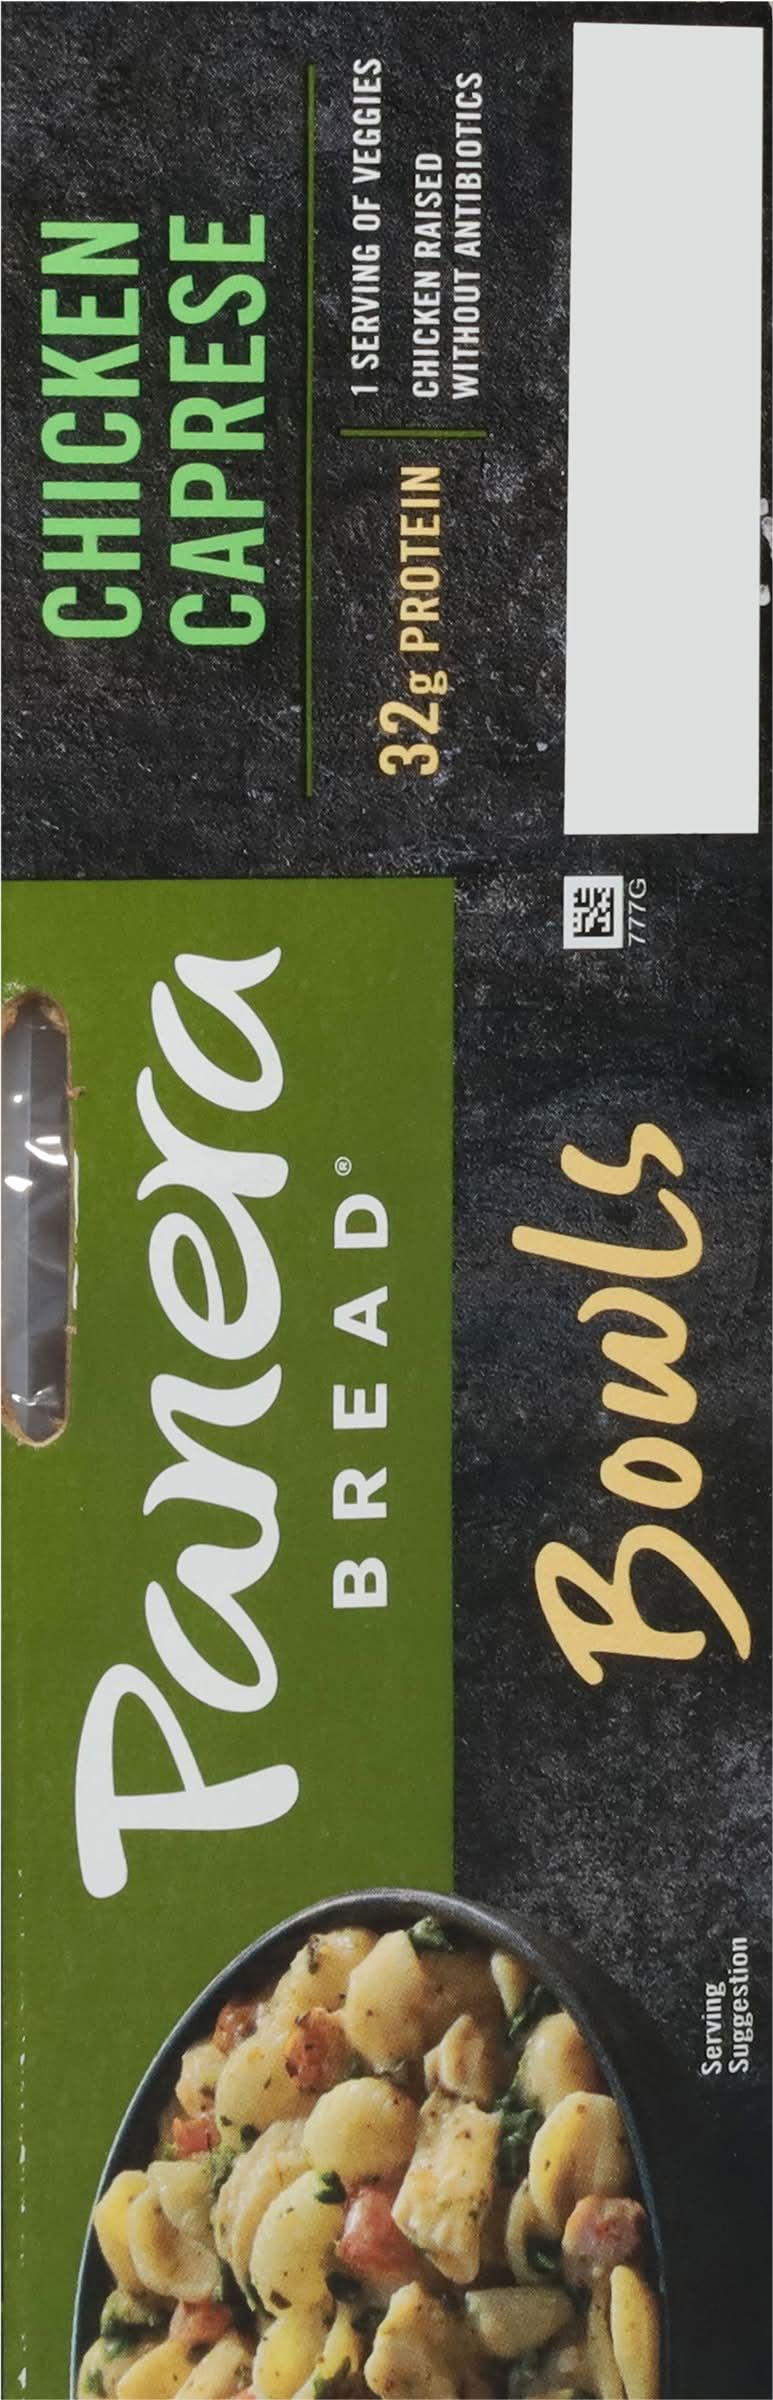 Panera
BREAD®
Bowls
Serving
Suggestion
777G
CHICKEN
CAPRESE
32g PROTEIN
1 SERVING OF VEGGIES
CHICKEN RAISED
WITHOUT ANTIBIOTICS